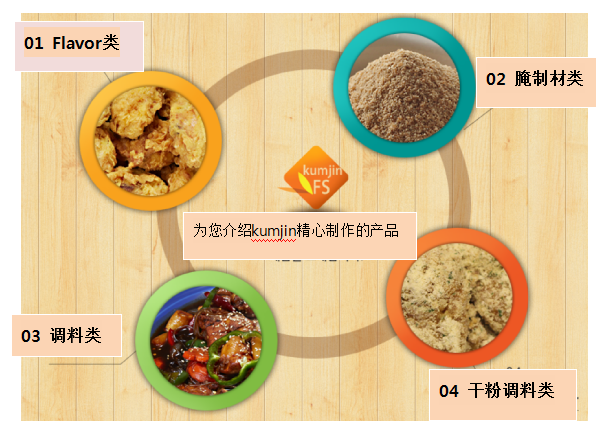 01 Flavor类
02 腌制材类
kumjin
FS
为您介绍kumjin精心制作的产品
03 调料类
04 干粉调料类